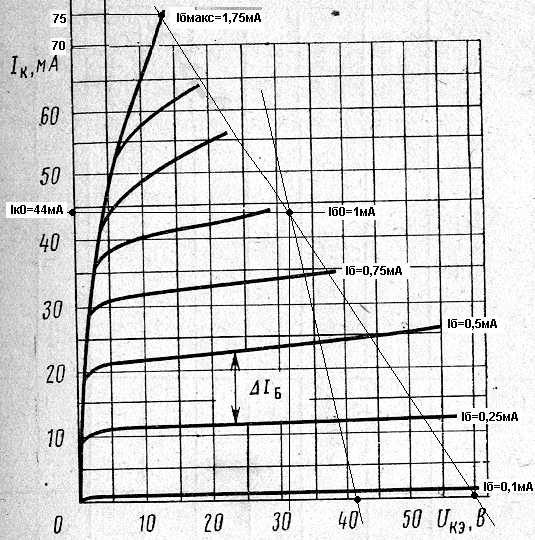 75
Iбмакс=1,75мА
70
Iк, мА
60
50
Iк0=44мА
Iб0=1мА
40
Iб=0,75мА
30
Iб=0,5мА
20
ΔIБ
Iб=0,25мА
10
Iб=0,1мА
0 10 20 30 40 50 Uкэ, В